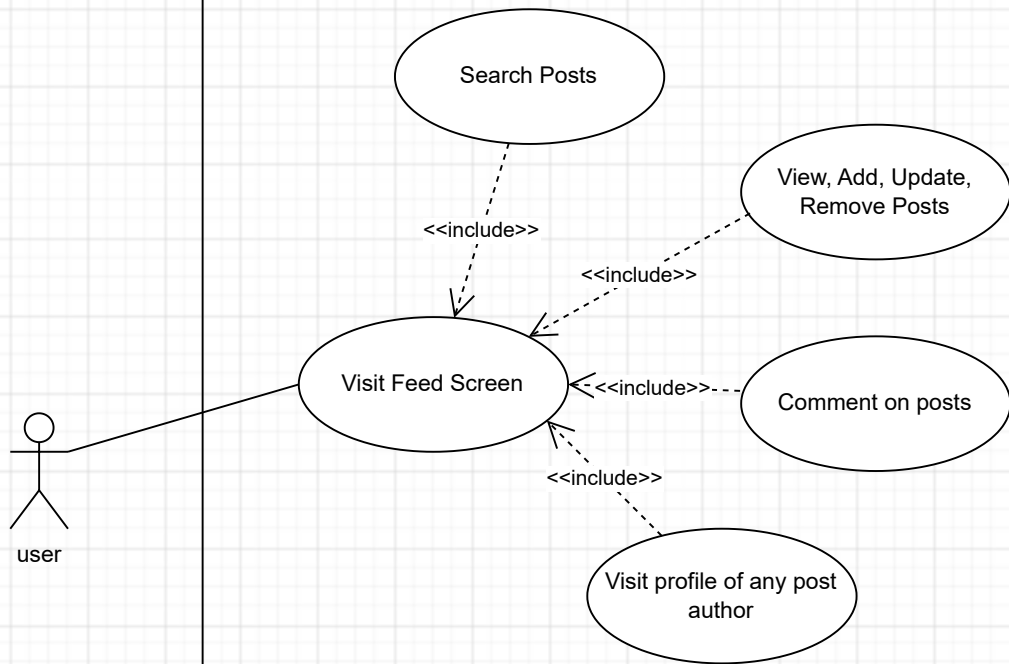 Search Posts
View, Add, Update,
Remove Posts
<<include>>
<<include>>
Visit Feed Screen
<<include>>
Comment on posts
<<include>>
user
Visit profile of any post
author